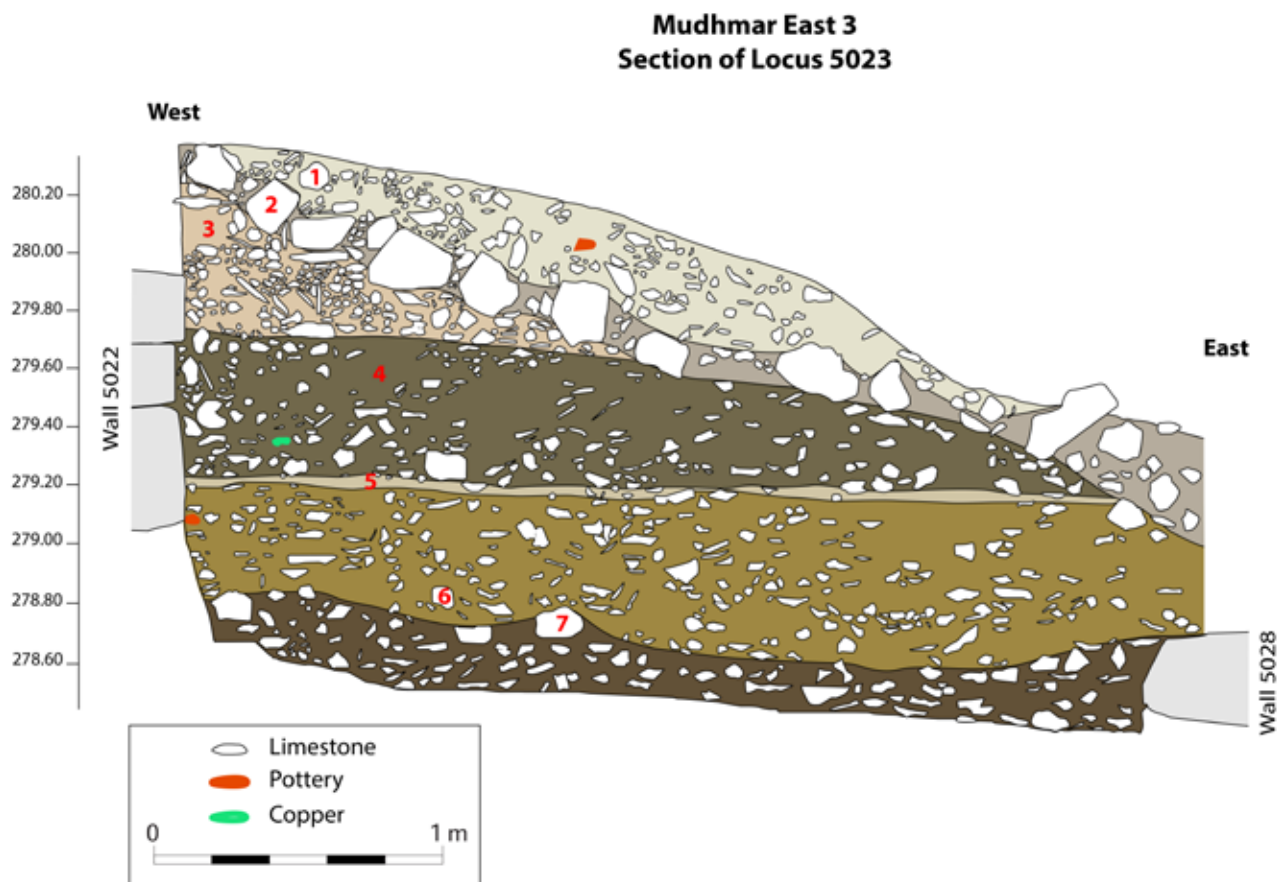 Mudhmar East 3
Section of Locus 5023
West
280.20
280.00
279.80
279.60
279.40
279.20
279.00
278.80
278.60
Wall 5022
1
2
3
4
5
6
7
East
Wall 5028
Limestone
Pottery
Copper
0 1 m